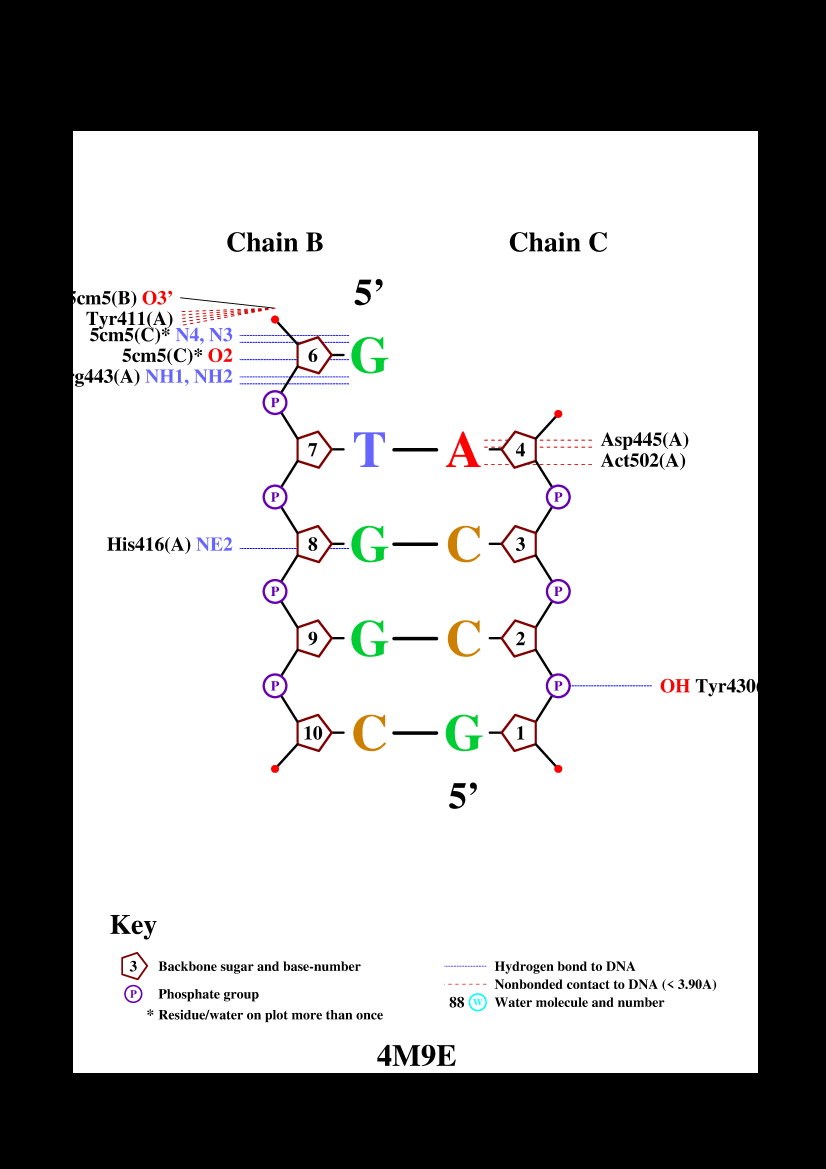 Chain B Chain C
5’
5cm5(B) O3’
Tyr411(A)
5cm5(C)* N4, N3
5cm5(C)* O2
6 G
rg443(A) NH1, NH2
P
7 T A 4 Asp445(A)
Act502(A)
P P
His416(A) NE2 8 G C 3
P P
9 G C 2
P P OH Tyr430(
10 C G 1
5’
Key
3 Backbone sugar and base-number
P Phosphate group
* Residue/water on plot more than once
Hydrogen bond to DNA
Nonbonded contact to DNA (< 3.90A)
88 W Water molecule and number
4M9E